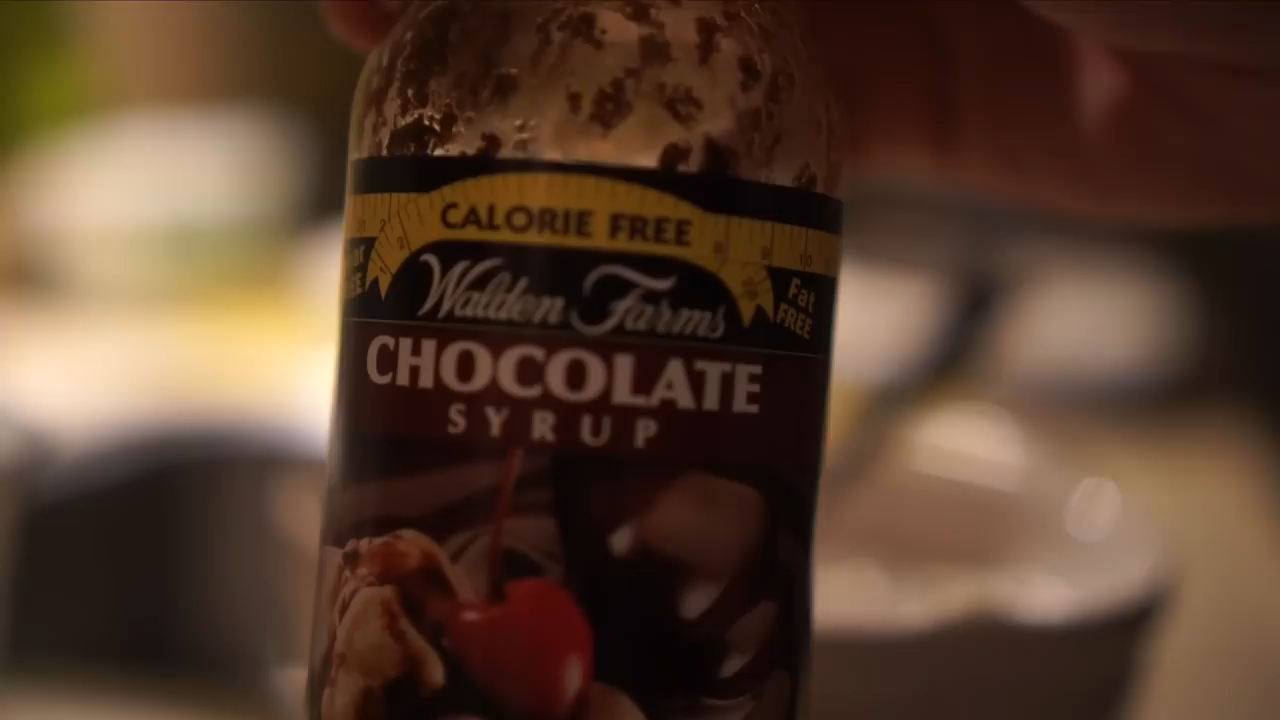 CALORIE FREE
Walden Farms
Fat
FREE
CHOCOLATE
SYRUP